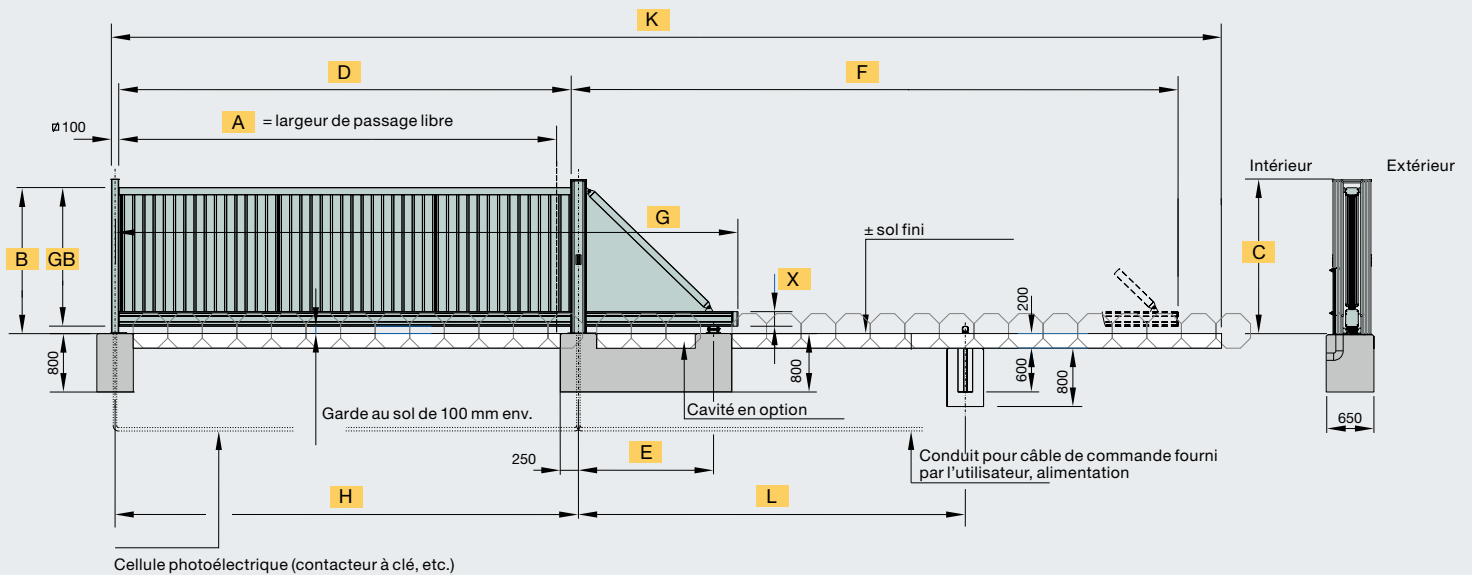 K
D
F
A = largeur de passage libre
⌀100
Intérieur
Extérieur
G
± sol fini
B
GB
C
X
200
800
800
600
800
Garde au sol de 100 mm env.
Cavité en option
650
250
E
Conduit pour câble de commande fourni
par l'utilisateur, alimentation
H
L
Cellule photoélectrique (contacteur à clé, etc.)